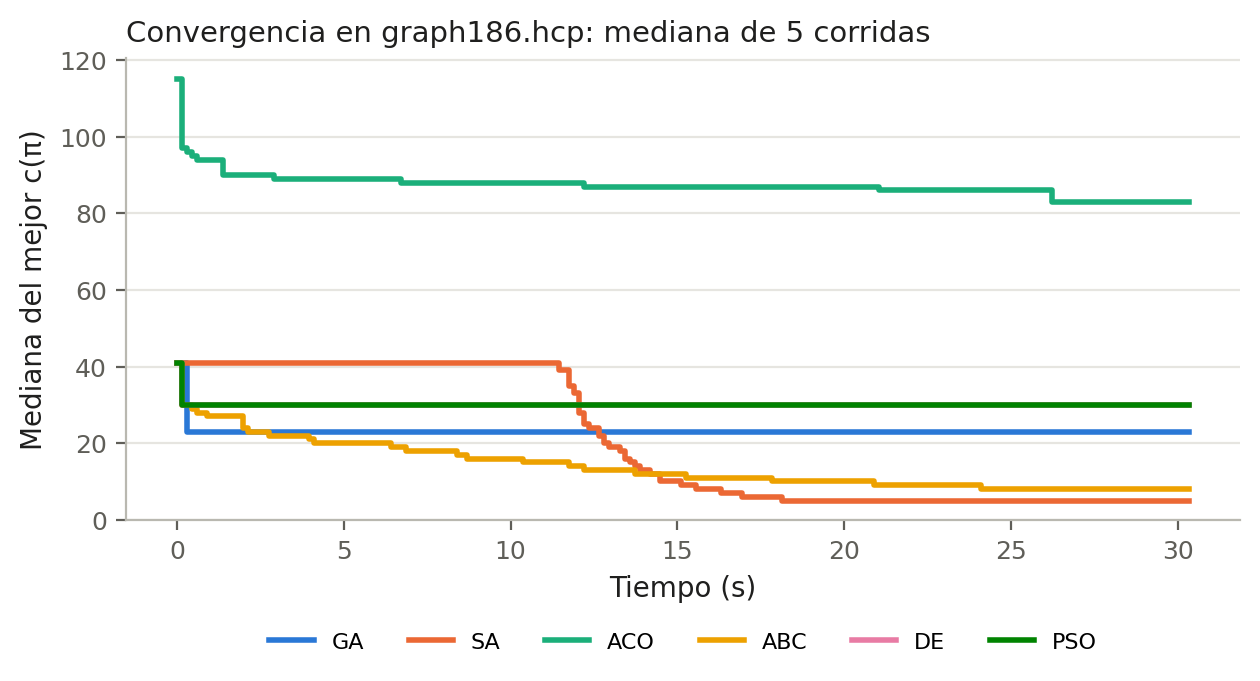 Convergencia en graph186.hcp: mediana de 5 corridas
Mediana del mejor c(π)
120
100
80
60
40
20
0
0 5 10 15 20 25 30
Tiempo (s)
GA SA ACO ABC DE PSO